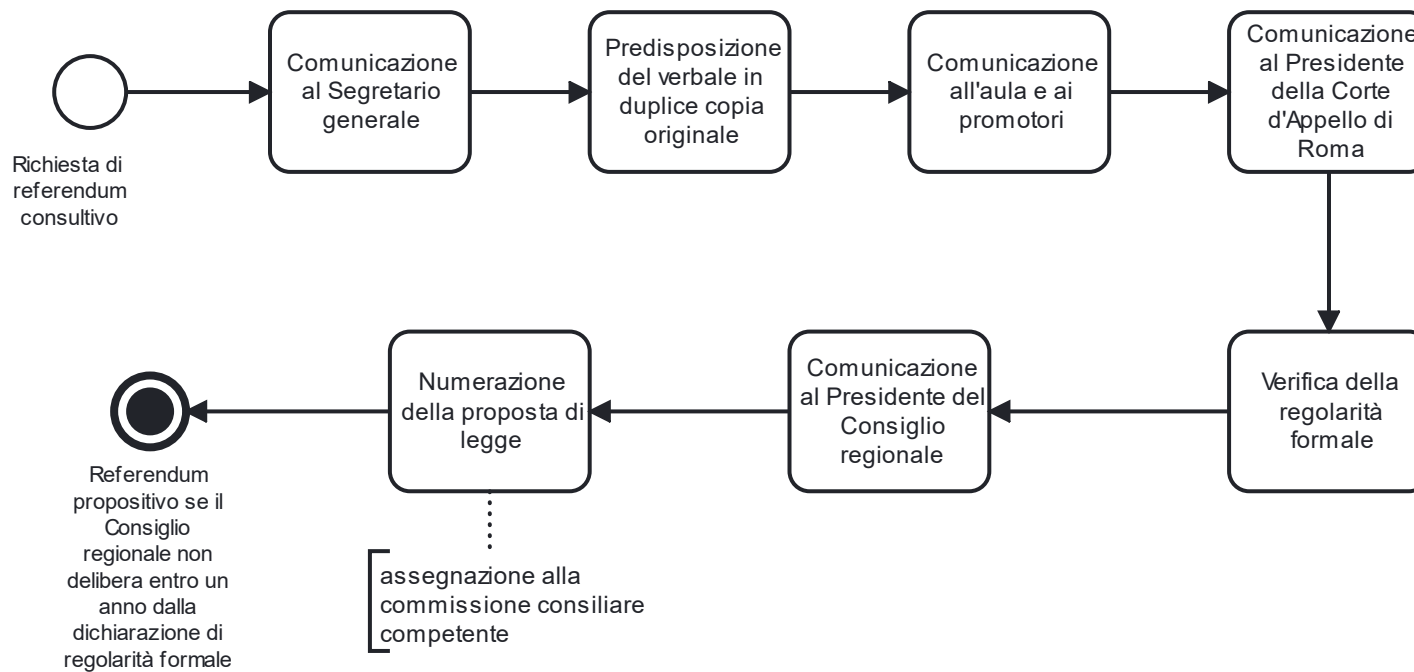 Richiesta di
referendum
consultivo
Comunicazione
al Segretario
generale
Predisposizione
del verbale in
duplice copia
originale
Comunicazione
all'aula e ai
promotori
Comunicazione
al Presidente
della Corte
d'Appello di
Roma
Verifica della
regolarità
formale
Comunicazione
al Presidente del
Consiglio
regionale
Numerazione
della proposta di
legge
assegnazione alla
commissione consiliare
competente
Referendum
propositivo se il
Consiglio
regionale non
delibera entro un
anno dalla
dichiarazione di
regolarità formale